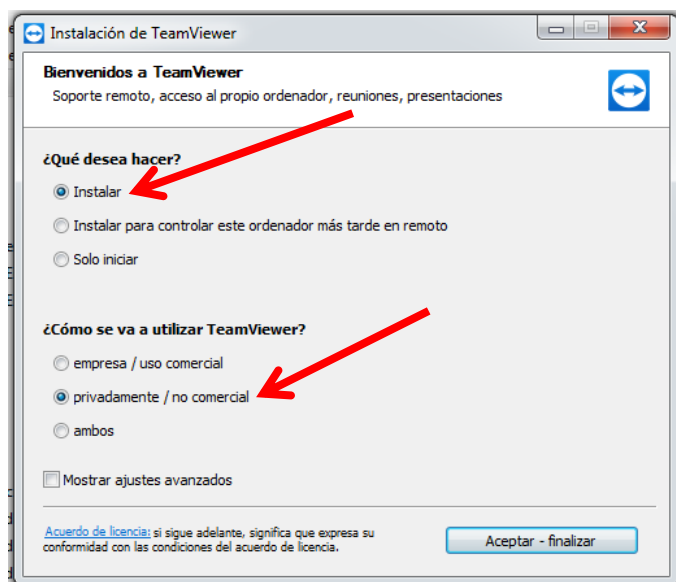 Instalación de TeamViewer
Bienvenidos a TeamViewer
Soporte remoto, acceso al propio ordenador, reuniones, presentaciones
¿Qué desea hacer?
Instalar
Instalar para controlar este ordenador más tarde en remoto
Solo iniciar
¿Cómo se va a utilizar TeamViewer?
empresa / uso comercial
privadamente / no comercial
ambos
Mostrar ajustes avanzados
Acuerdo de licencia: si sigue adelante, significa que expresa su
conformidad con las condiciones del acuerdo de licencia.
Aceptar - finalizar